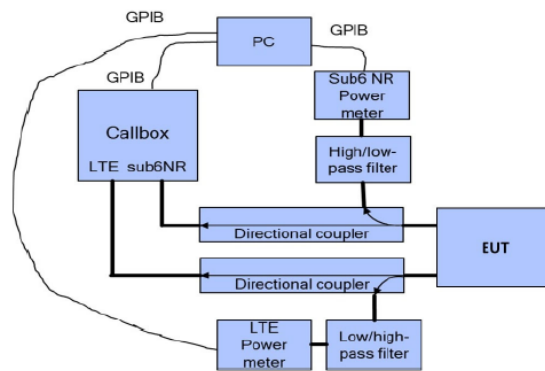 GPIB
GPIB
PC
GPIB
Sub6 NR
Power
meter
Callbox
LTE sub6NR
High/low-
pass filter
Directional coupler
EUT
Directional coupler
LTE
Power
meter
Low/high-
pass filter